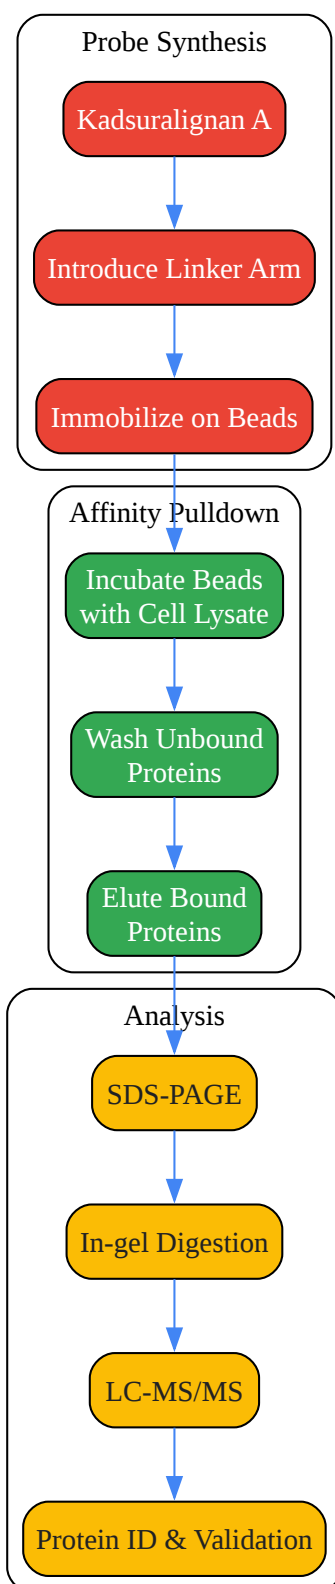 Probe Synthesis
Kadsuralignan A
Introduce Linker Arm
Immobilize on Beads
Affinity Pulldown
Incubate Beads
with Cell Lysate
Wash Unbound
Proteins
Elute Bound
Proteins
Analysis
SDS-PAGE
In-gel Digestion
LC-MS/MS
Protein ID & Validation